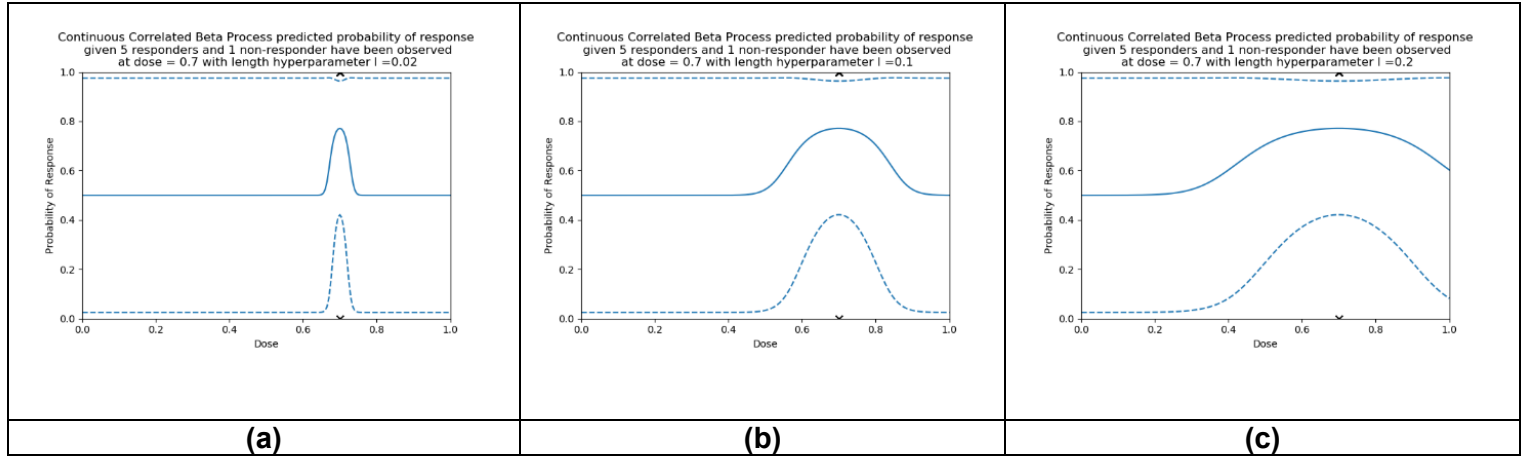 Continuous Correlated Beta Process predicted probability of response
given 5 responders and 1 non-responder have been observed
at dose = 0.7 with length hyperparameter l =0.02
1.0
0.8
0.6
0.4
0.2
0.0
Probability of Response
0.0 0.2 0.4 0.6 0.8 1.0
Dose
(a)
Continuous Correlated Beta Process predicted probability of response
given 5 responders and 1 non-responder have been observed
at dose = 0.7 with length hyperparameter l =0.1
1.0
0.8
0.6
0.4
0.2
0.0
Probability of Response
0.0 0.2 0.4 0.6 0.8 1.0
Dose
(b)
Continuous Correlated Beta Process predicted probability of response
given 5 responders and 1 non-responder have been observed
at dose = 0.7 with length hyperparameter l =0.2
1.0
0.8
0.6
0.4
0.2
0.0
Probability of Response
0.0 0.2 0.4 0.6 0.8 1.0
Dose
(c)